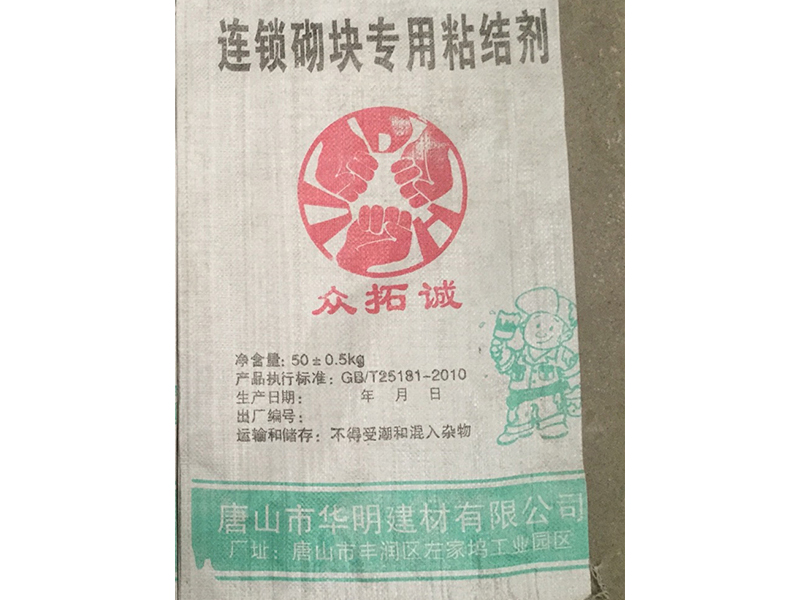 连锁砌块专用粘结剂
众拓诚
净含量: 50±0.5kg
产品执行标准: GB/T25181-2010
生产日期: 年 月 日
出厂编号:
运输和储存: 不得受潮和混入杂物
唐山市华明建材有限公司
厂址: 唐山市丰润区左家坞工业园区